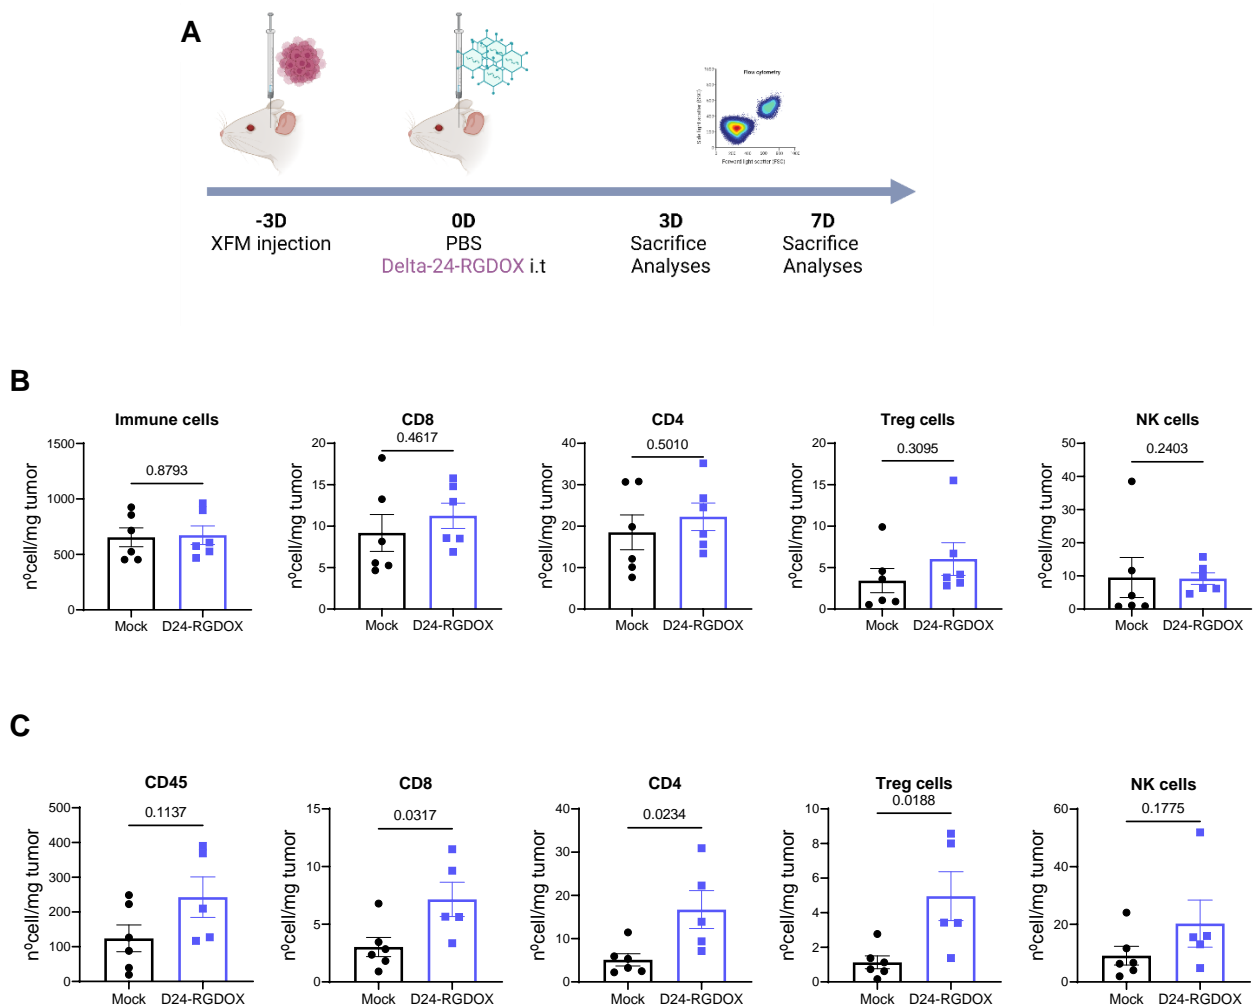 A
Flow cytometry
Side light scatter (SSC)
Forward light scatter (FSC)
-3D
XFM injection
0D
PBS
Delta-24-RGDOX i.t
3D
Sacrifice
Analyses
7D
Sacrifice
Analyses
B
Immune cells
0.8793
nºcell/mg tumor
1500
1000
500
0
Mock D24-RGDOX
CD8
0.4617
nºcell/mg tumor
20
15
10
5
0
Mock D24-RGDOX
CD4
0.5010
nºcell/mg tumor
40
30
20
10
0
Mock D24-RGDOX
Treg cells
0.3095
nºcell/mg tumor
20
15
10
5
0
Mock D24-RGDOX
NK cells
0.2403
nºcell/mg tumor
50
40
30
20
10
0
Mock D24-RGDOX
C
CD45
0.1137
nºcell/mg tumor
500
400
300
200
100
0
Mock D24-RGDOX
CD8
0.0317
nºcell/mg tumor
15
10
5
0
Mock D24-RGDOX
CD4
0.0234
nºcell/mg tumor
40
30
20
10
0
Mock D24-RGDOX
Treg cells
0.0188
nºcell/mg tumor
10
8
6
4
2
0
Mock D24-RGDOX
NK cells
0.1775
nºcell/mg tumor
60
40
20
0
Mock D24-RGDOX